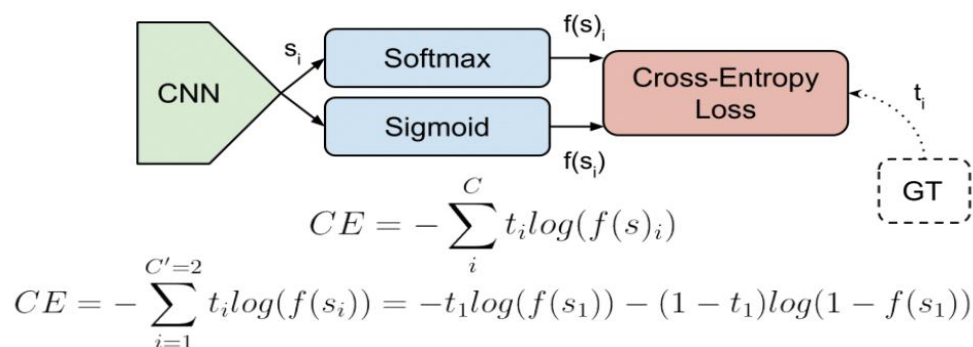 CNN
s_i
Softmax
f(s)_i
Sigmoid
f(s_i)
Cross-Entropy
Loss
t_i
GT
CE = -\sum_{i}^{C} t_i log(f(s)_i)
CE = -\sum_{i=1}^{C'=2} t_i log(f(s_i)) = -t_1 log(f(s_1)) - (1 - t_1) log(1 - f(s_1))